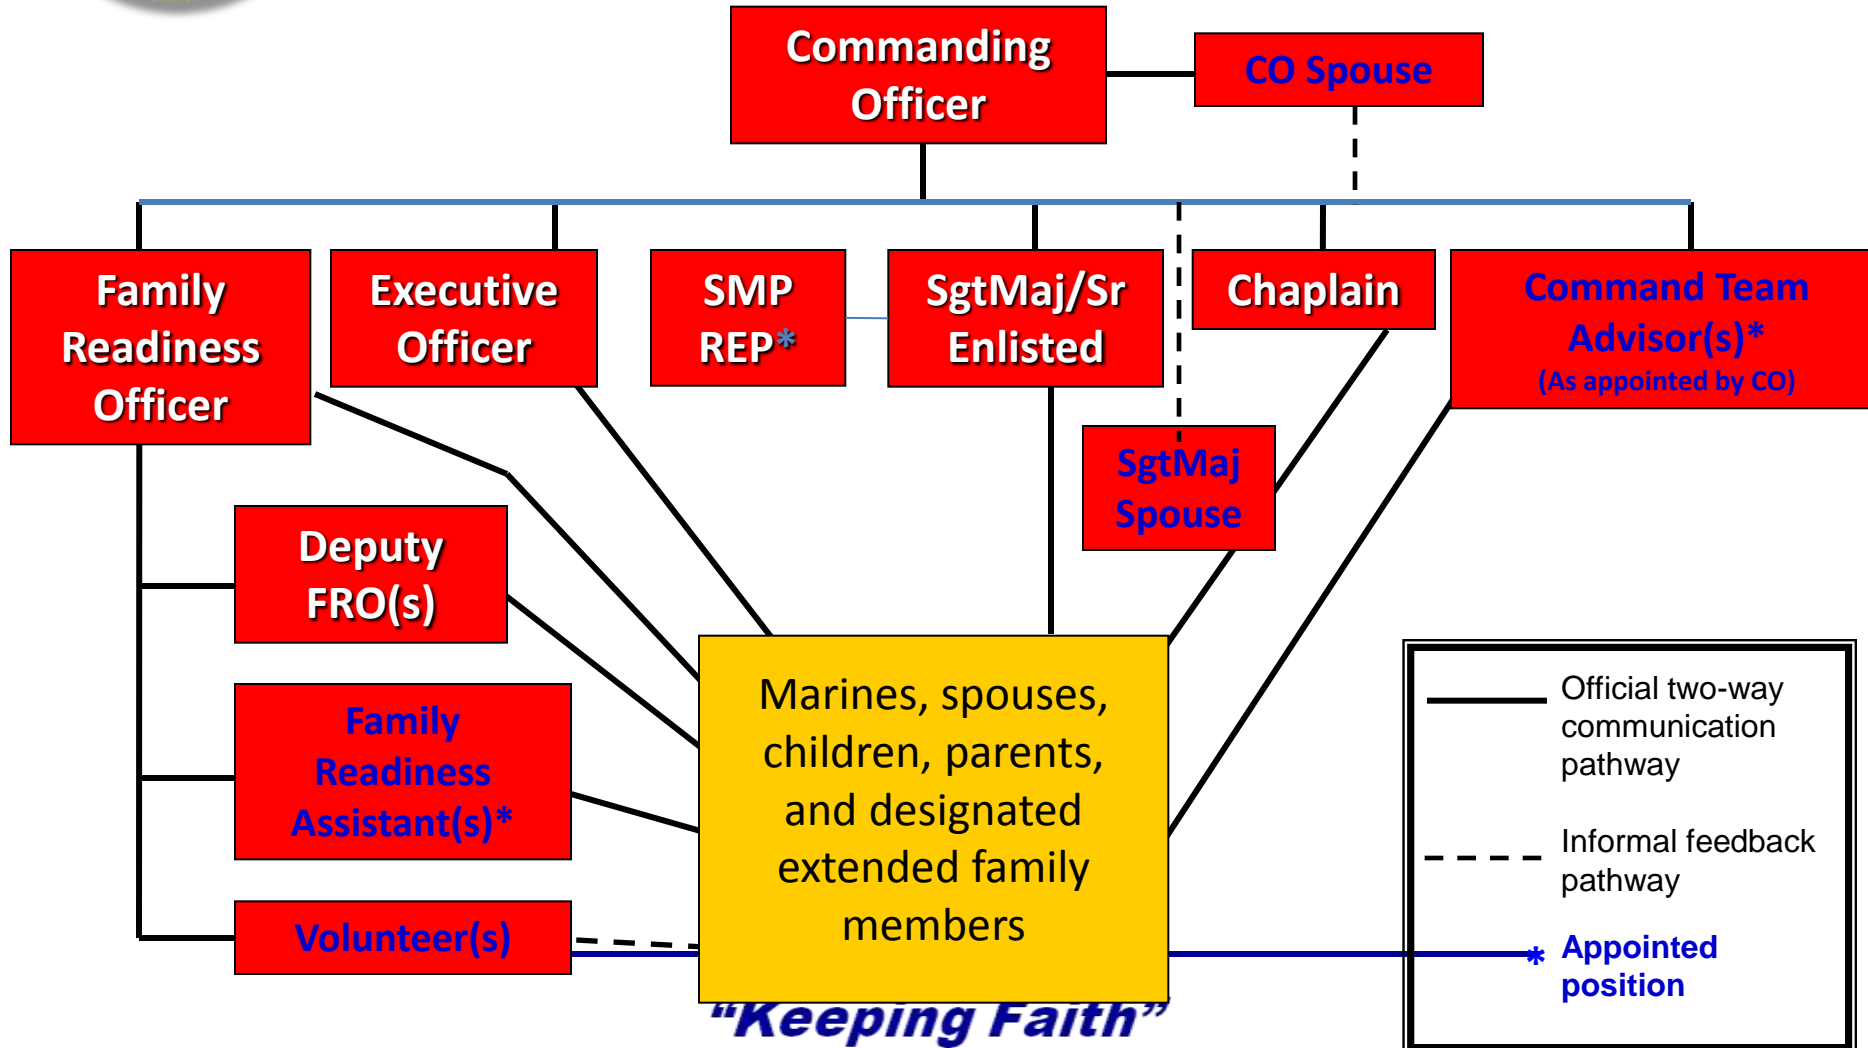 Commanding
Officer
CO Spouse
Family
Readiness
Officer
Executive
Officer
SMP
REP*
SgtMaj/Sr
Enlisted
Chaplain
Command Team
Advisor(s)*
(As appointed by CO)
SgtMaj
Spouse
Deputy
FRO(s)
Family
Readiness
Assistant(s)*
Volunteer(s)
Marines, spouses,
children, parents,
and designated
extended family
members
Official two-way
communication
pathway
Informal feedback
pathway
* Appointed
position
"Keeping Faith"